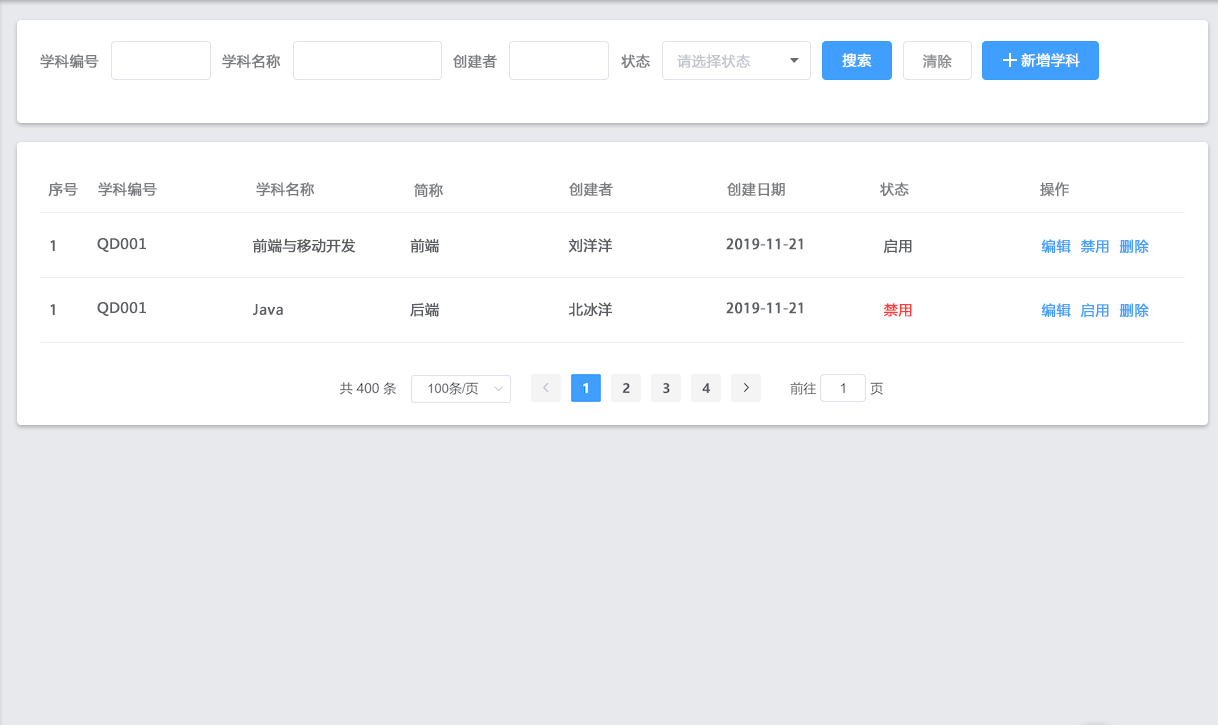 学科编号 学科名称 创建者 状态 请选择状态 搜索 清除 新增学科
序号 学科编号 学科名称 简称 创建者 创建日期 状态 操作
1 QD001 前端与移动开发 前端 刘洋洋 2019-11-21 启用 编辑 禁用 删除
1 QD001 Java 后端 北冰洋 2019-11-21 禁用 编辑 启用 删除
共 400 条 100条/页 1 2 3 4 前往 1 页